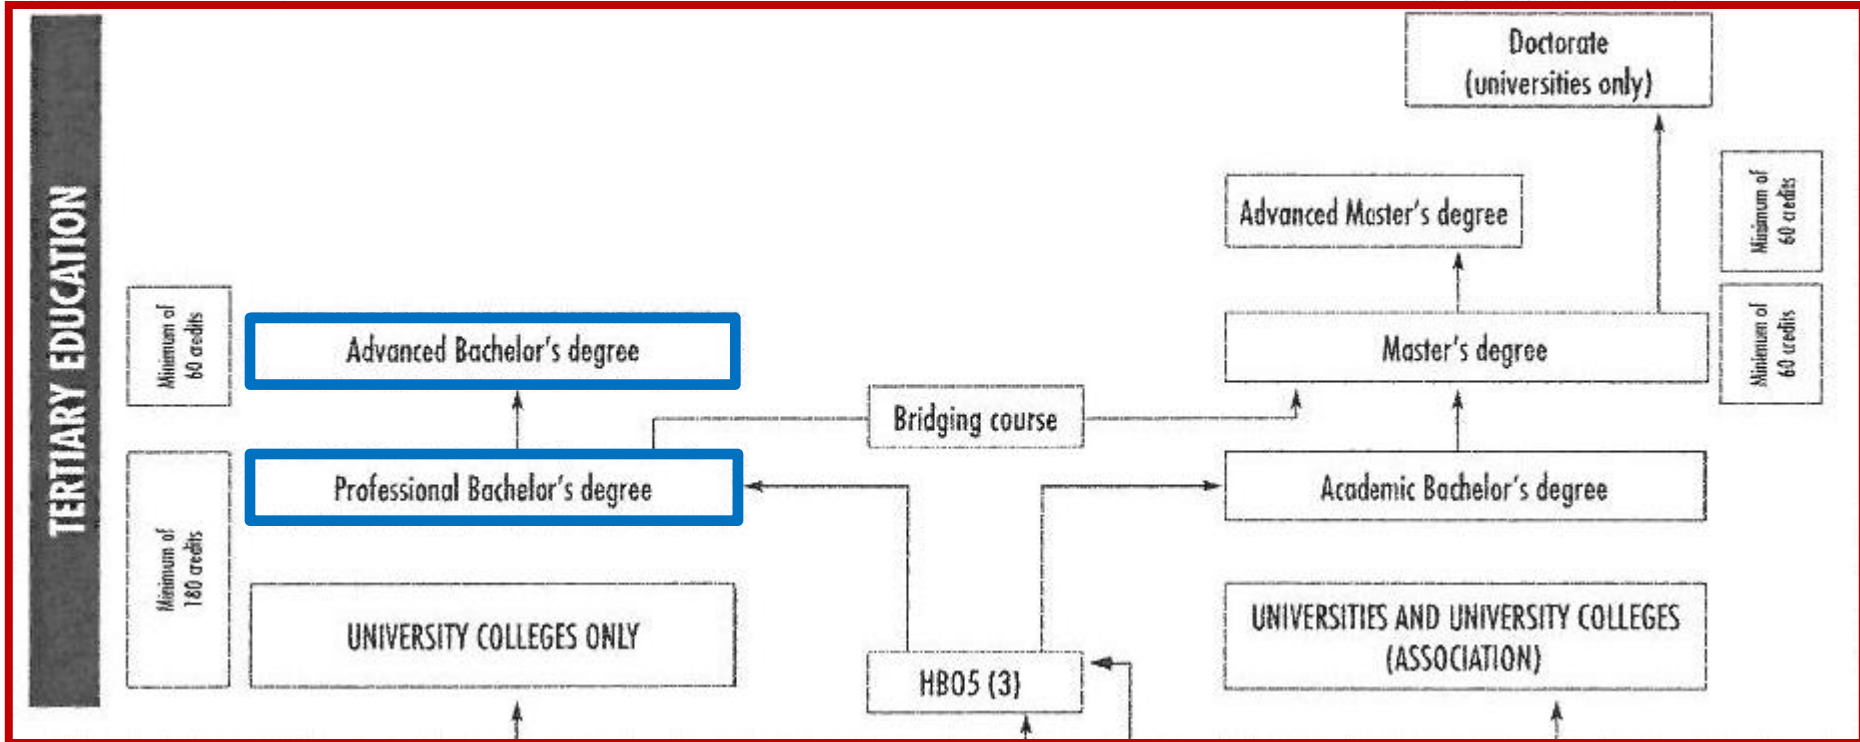 TERTIARY EDUCATION
Doctorate
(universities only)
Advanced Master's degree
Minimum of
60 credits
Minimum of
60 credits
Advanced Bachelor's degree
Master's degree
Minimum of
60 credits
Bridging course
Professional Bachelor's degree
Academic Bachelor's degree
Minimum of
180 credits
UNIVERSITY COLLEGES ONLY
UNIVERSITIES AND UNIVERSITY COLLEGES
(ASSOCIATION)
HBO5 (3)